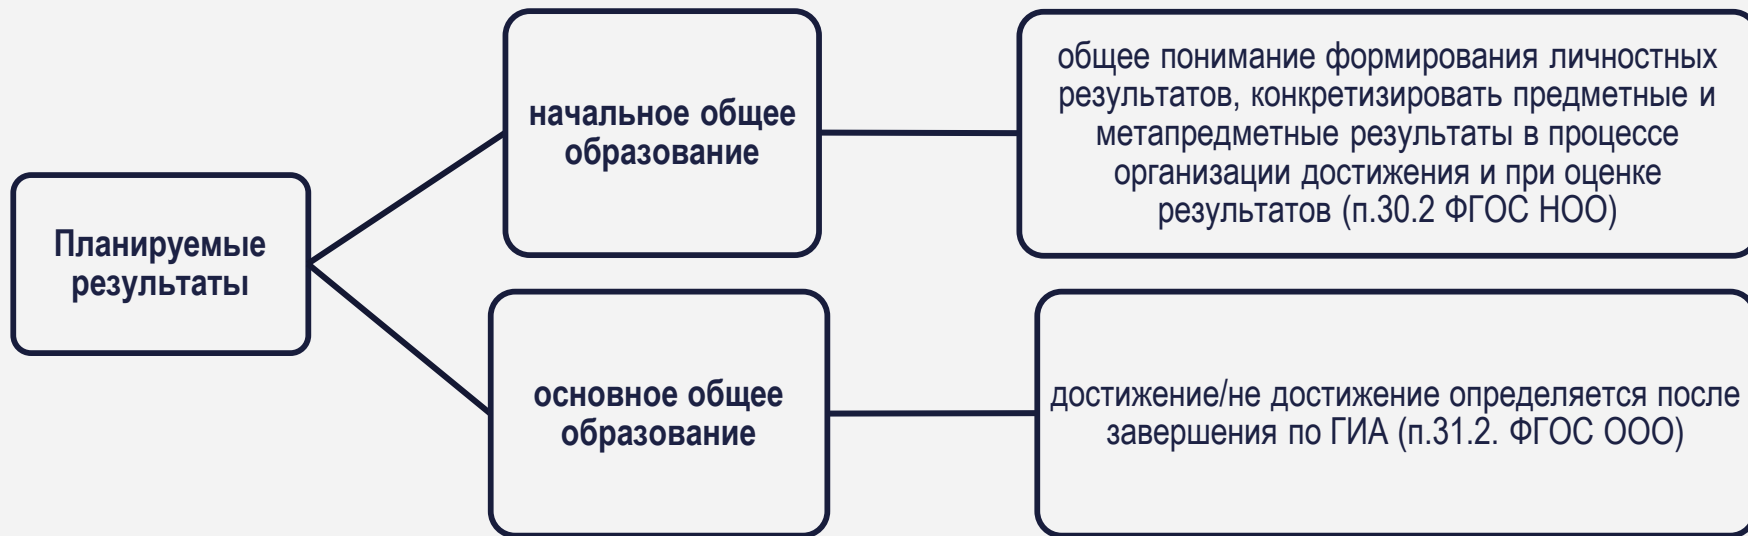 Планируемые
результаты
начальное общее
образование
общее понимание формирования личностных
результатов, конкретизировать предметные и
метапредметные результаты в процессе
организации достижения и при оценке
результатов (п.30.2 ФГОС НОО)
основное общее
образование
достижение/не достижение определяется после
завершения по ГИА (п.31.2. ФГОС ООО)